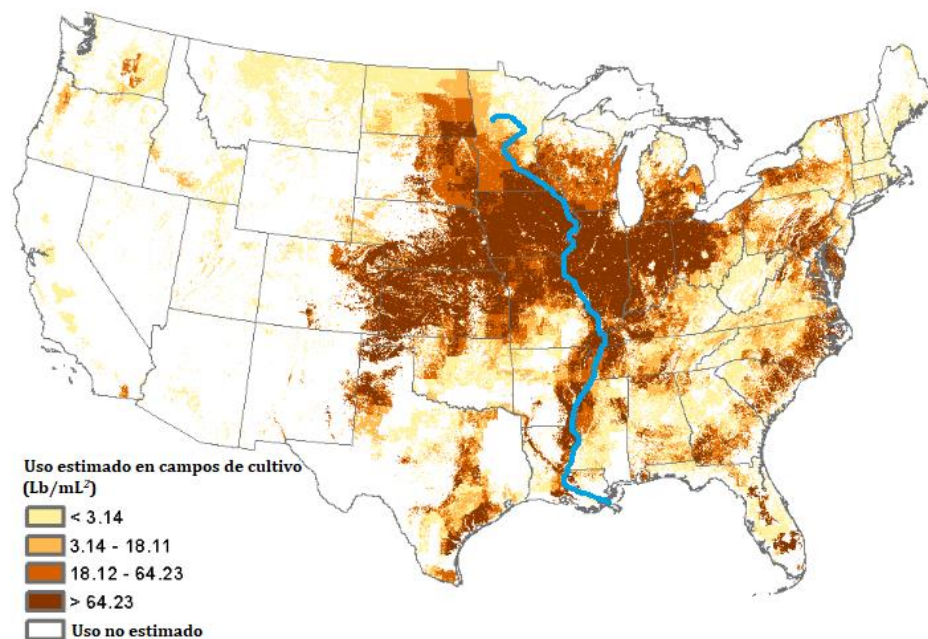 Uso estimado en campos de cultivo
(Lb/mL²)
< 3.14
3.14 - 18.11
18.12 - 64.23
> 64.23
Uso no estimado